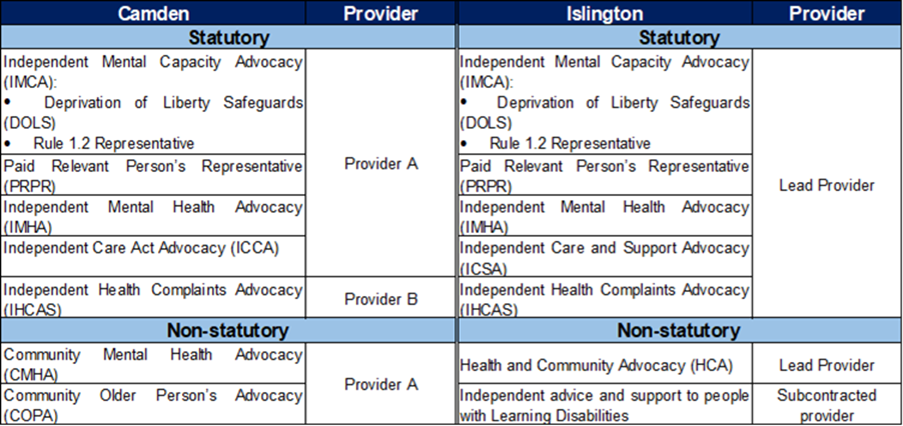 Camden Provider Islington Provider
Statutory Statutory
Independent Mental Capacity Advocacy
(IMCA):
• Deprivation of Liberty Safeguards
(DOLS)
• Rule 1.2 Representative
Paid Relevant Person's Representative
(PRPR)
Independent Mental Health Advocacy
(IMHA)
Independent Care Act Advocacy (ICCA)
Provider A
Independent Health Complaints Advocacy
(IHCAS)
Provider B
Independent Mental Capacity Advocacy
(IMCA):
• Deprivation of Liberty Safeguards
(DOLS)
• Rule 1.2 Representative
Paid Relevant Person's Representative
(PRPR)
Independent Mental Health Advocacy
(IMHA)
Independent Care and Support Advocacy
(ICSA)
Independent Health Complaints Advocacy
(IHCAS)
Lead Provider
Non-statutory Non-statutory
Community Mental Health Advocacy
(CMHA)
Community Older Person's Advocacy
(COPA)
Provider A
Health and Community Advocacy (HCA)
Lead Provider
Independent advice and support to people
with Learning Disabilities
Subcontracted
provider